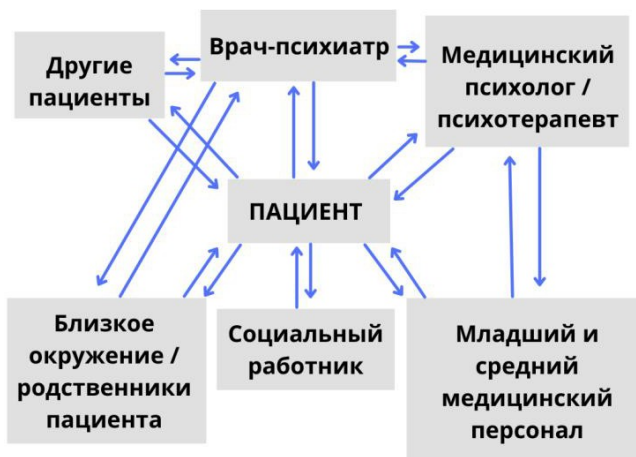 Врач-психиатр
Другие
пациенты
Медицинский
психолог /
психотерапевт
ПАЦИЕНТ
Близкое
окружение /
родственники
пациента
Социальный
работник
Младший и
средний
медицинский
персонал